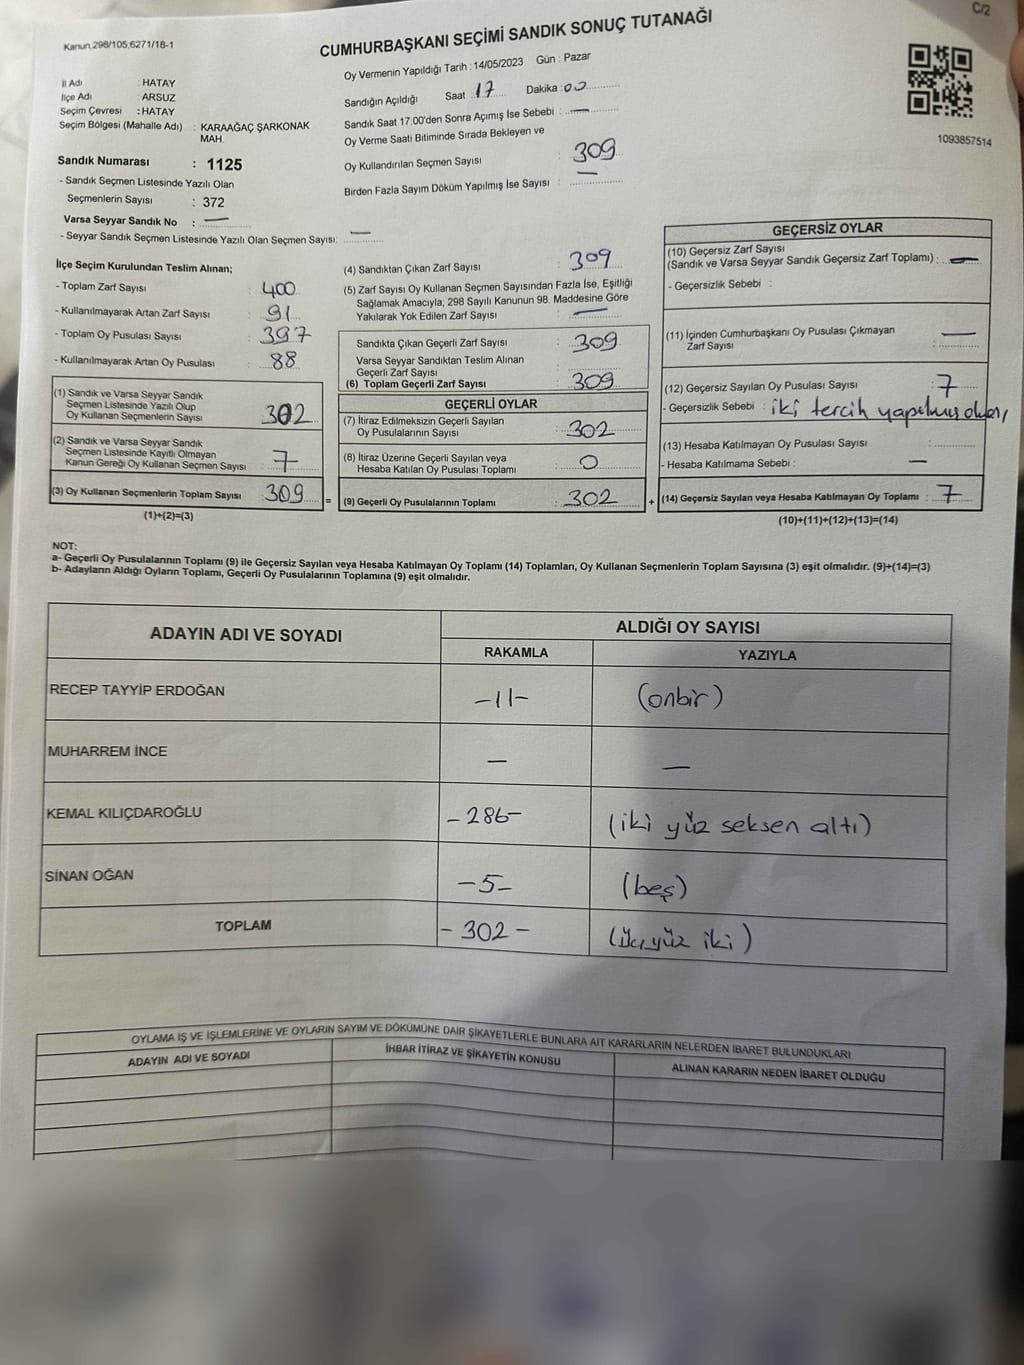 C/2
Kanun.298/105,6271/18-1
CUMHURBAŞKANI SEÇİMİ SANDIK SONUÇ TUTANAĞI
İl Adı : HATAY
İlçe Adı : ARSUZ
Seçim Çevresi : HATAY
Seçim Bölgesi (Mahalle Adı) : KARAAĞAÇ ŞARKONAK
MAH.
Sandık Numarası : 1125
- Sandık Seçmen Listesinde Yazılı Olan
Seçmenlerin Sayısı : 372
Varsa Seyyar Sandık No : —
- Seyyar Sandık Seçmen Listesinde Yazılı Olan Seçmen Sayısı: —
Oy Vermenin Yapıldığı Tarih : 14/05/2023 Gün : Pazar
Sandığın Açıldığı Saat : 17 Dakika : 00
Sandık Saat 17.00'den Sonra Açımış İse Sebebi : —
Oy Verme Saati Bitiminde Sırada Bekleyen ve
Oy Kullandırılan Seçmen Sayısı : 309
Birden Fazla Sayım Döküm Yapılmış İse Sayısı : —
1093857514
İlçe Seçim Kurulundan Teslim Alınan;
- Toplam Zarf Sayısı : 400
- Kullanılmayarak Artan Zarf Sayısı : 91
- Toplam Oy Pusulası Sayısı : 397
- Kullanılmayarak Artan Oy Pusulası : 88
(1) Sandık ve Varsa Seyyar Sandık
Seçmen Listesinde Yazılı Olup
Oy Kullanan Seçmenlerin Sayısı : 302
(2) Sandık ve Varsa Seyyar Sandık
Seçmen Listesinde Kayıtlı Olmayan
Kanun Gereği Oy Kullanan Seçmen Sayısı : 7
(3) Oy Kullanan Seçmenlerin Toplam Sayısı : 309
(1)+(2)=(3)
(4) Sandıktan Çıkan Zarf Sayısı : 309
(5) Zarf Sayısı Oy Kullanan Seçmen Sayısından Fazla İse, Eşitliği
Sağlamak Amacıyla; 298 Sayılı Kanunun 98. Maddesine Göre
Yakılarak Yok Edilen Zarf Sayısı : —
Sandıkta Çıkan Geçerli Zarf Sayısı : 309
Varsa Seyyar Sandıktan Teslim Alınan
Geçerli Zarf Sayısı :
(6) Toplam Geçerli Zarf Sayısı : 309
GEÇERLİ OYLAR
(7) İtiraz Edilmeksizin Geçerli Sayılan
Oy Pusulalarının Sayısı : 302
(8) İtiraz Üzerine Geçerli Sayılan veya
Hesaba Katılan Oy Pusulası Toplamı : 0
= (9) Geçerli Oy Pusulalarının Toplamı : 302 +
GEÇERSİZ OYLAR
(10) Geçersiz Zarf Sayısı
(Sandık ve Varsa Seyyar Sandık Geçersiz Zarf Toplamı) : —
- Geçersizlik Sebebi :
(11) İçinden Cumhurbaşkanı Oy Pusulası Çıkmayan
Zarf Sayısı : —
(12) Geçersiz Sayılan Oy Pusulası Sayısı : 7
- Geçersizlik Sebebi : iki tercih yapılmış olması
(13) Hesaba Katılmayan Oy Pusulası Sayısı :
- Hesaba Katılmama Sebebi : —
(14) Geçersiz Sayılan veya Hesaba Katılmayan Oy Toplamı : 7
(10)+(11)+(12)+(13)=(14)
NOT:
a- Geçerli Oy Pusulalarının Toplamı (9) ile Geçersiz Sayılan veya Hesaba Katılmayan Oy Toplamı (14) Toplamları, Oy Kullanan Seçmenlerin Toplam Sayısına (3) eşit olmalıdır. (9)+(14)=(3)
b- Adayların Aldığı Oyların Toplamı, Geçerli Oy Pusulalarının Toplamına (9) eşit olmalıdır.
ADAYIN ADI VE SOYADI ALDIĞI OY SAYISI
RAKAMLA YAZIYLA
RECEP TAYYİP ERDOĞAN -11- (onbir)
MUHARREM İNCE — —
KEMAL KILIÇDAROĞLU -286- (iki yüz seksen altı)
SİNAN OĞAN -5- (beş)
TOPLAM -302- (üçyüz iki)
OYLAMA İŞ VE İŞLEMLERİNE VE OYLARIN SAYIM VE DÖKÜMÜNE DAİR ŞİKAYETLERLE BUNLARA AİT KARARLARIN NELERDEN İBARET BULUNDUKLARI
ADAYIN ADI VE SOYADI İHBAR İTİRAZ VE ŞİKAYETİN KONUSU ALINAN KARARIN NEDEN İBARET OLDUĞU